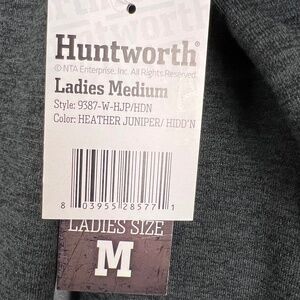 Huntworth®
© NTA Enterprise, Inc. All Rights Reserved
Ladies Medium
Style: 9387-W-HJP/HDN
Color: HEATHER JUNIPER/ HIDD'N
8 03955 28577 1
LADIES SIZE
M